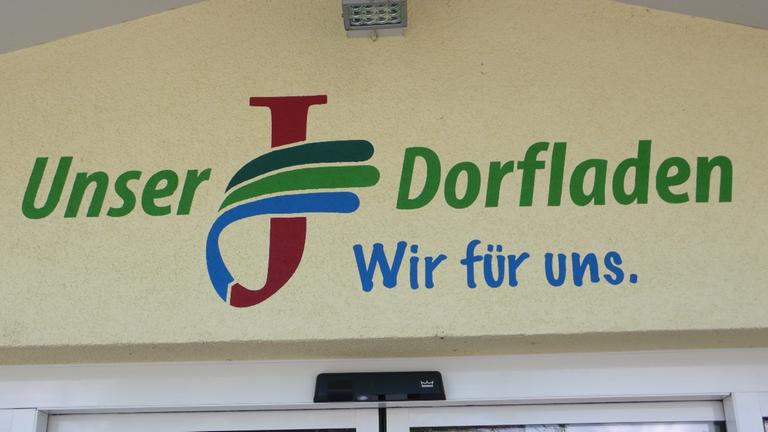 Unser J Dorfladen
Wir für uns.